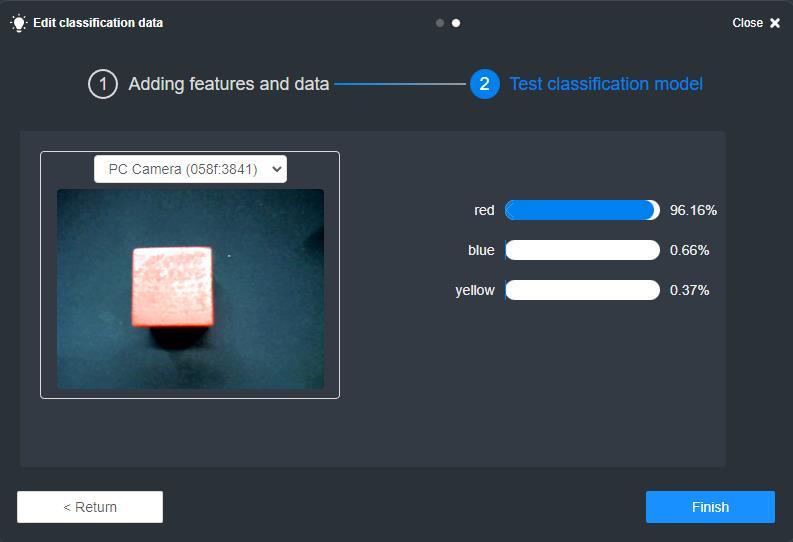 Edit classification data
Close ✕
1 Adding features and data
2 Test classification model
PC Camera (058f:3841)
red 96.16%
blue 0.66%
yellow 0.37%
< Return
Finish